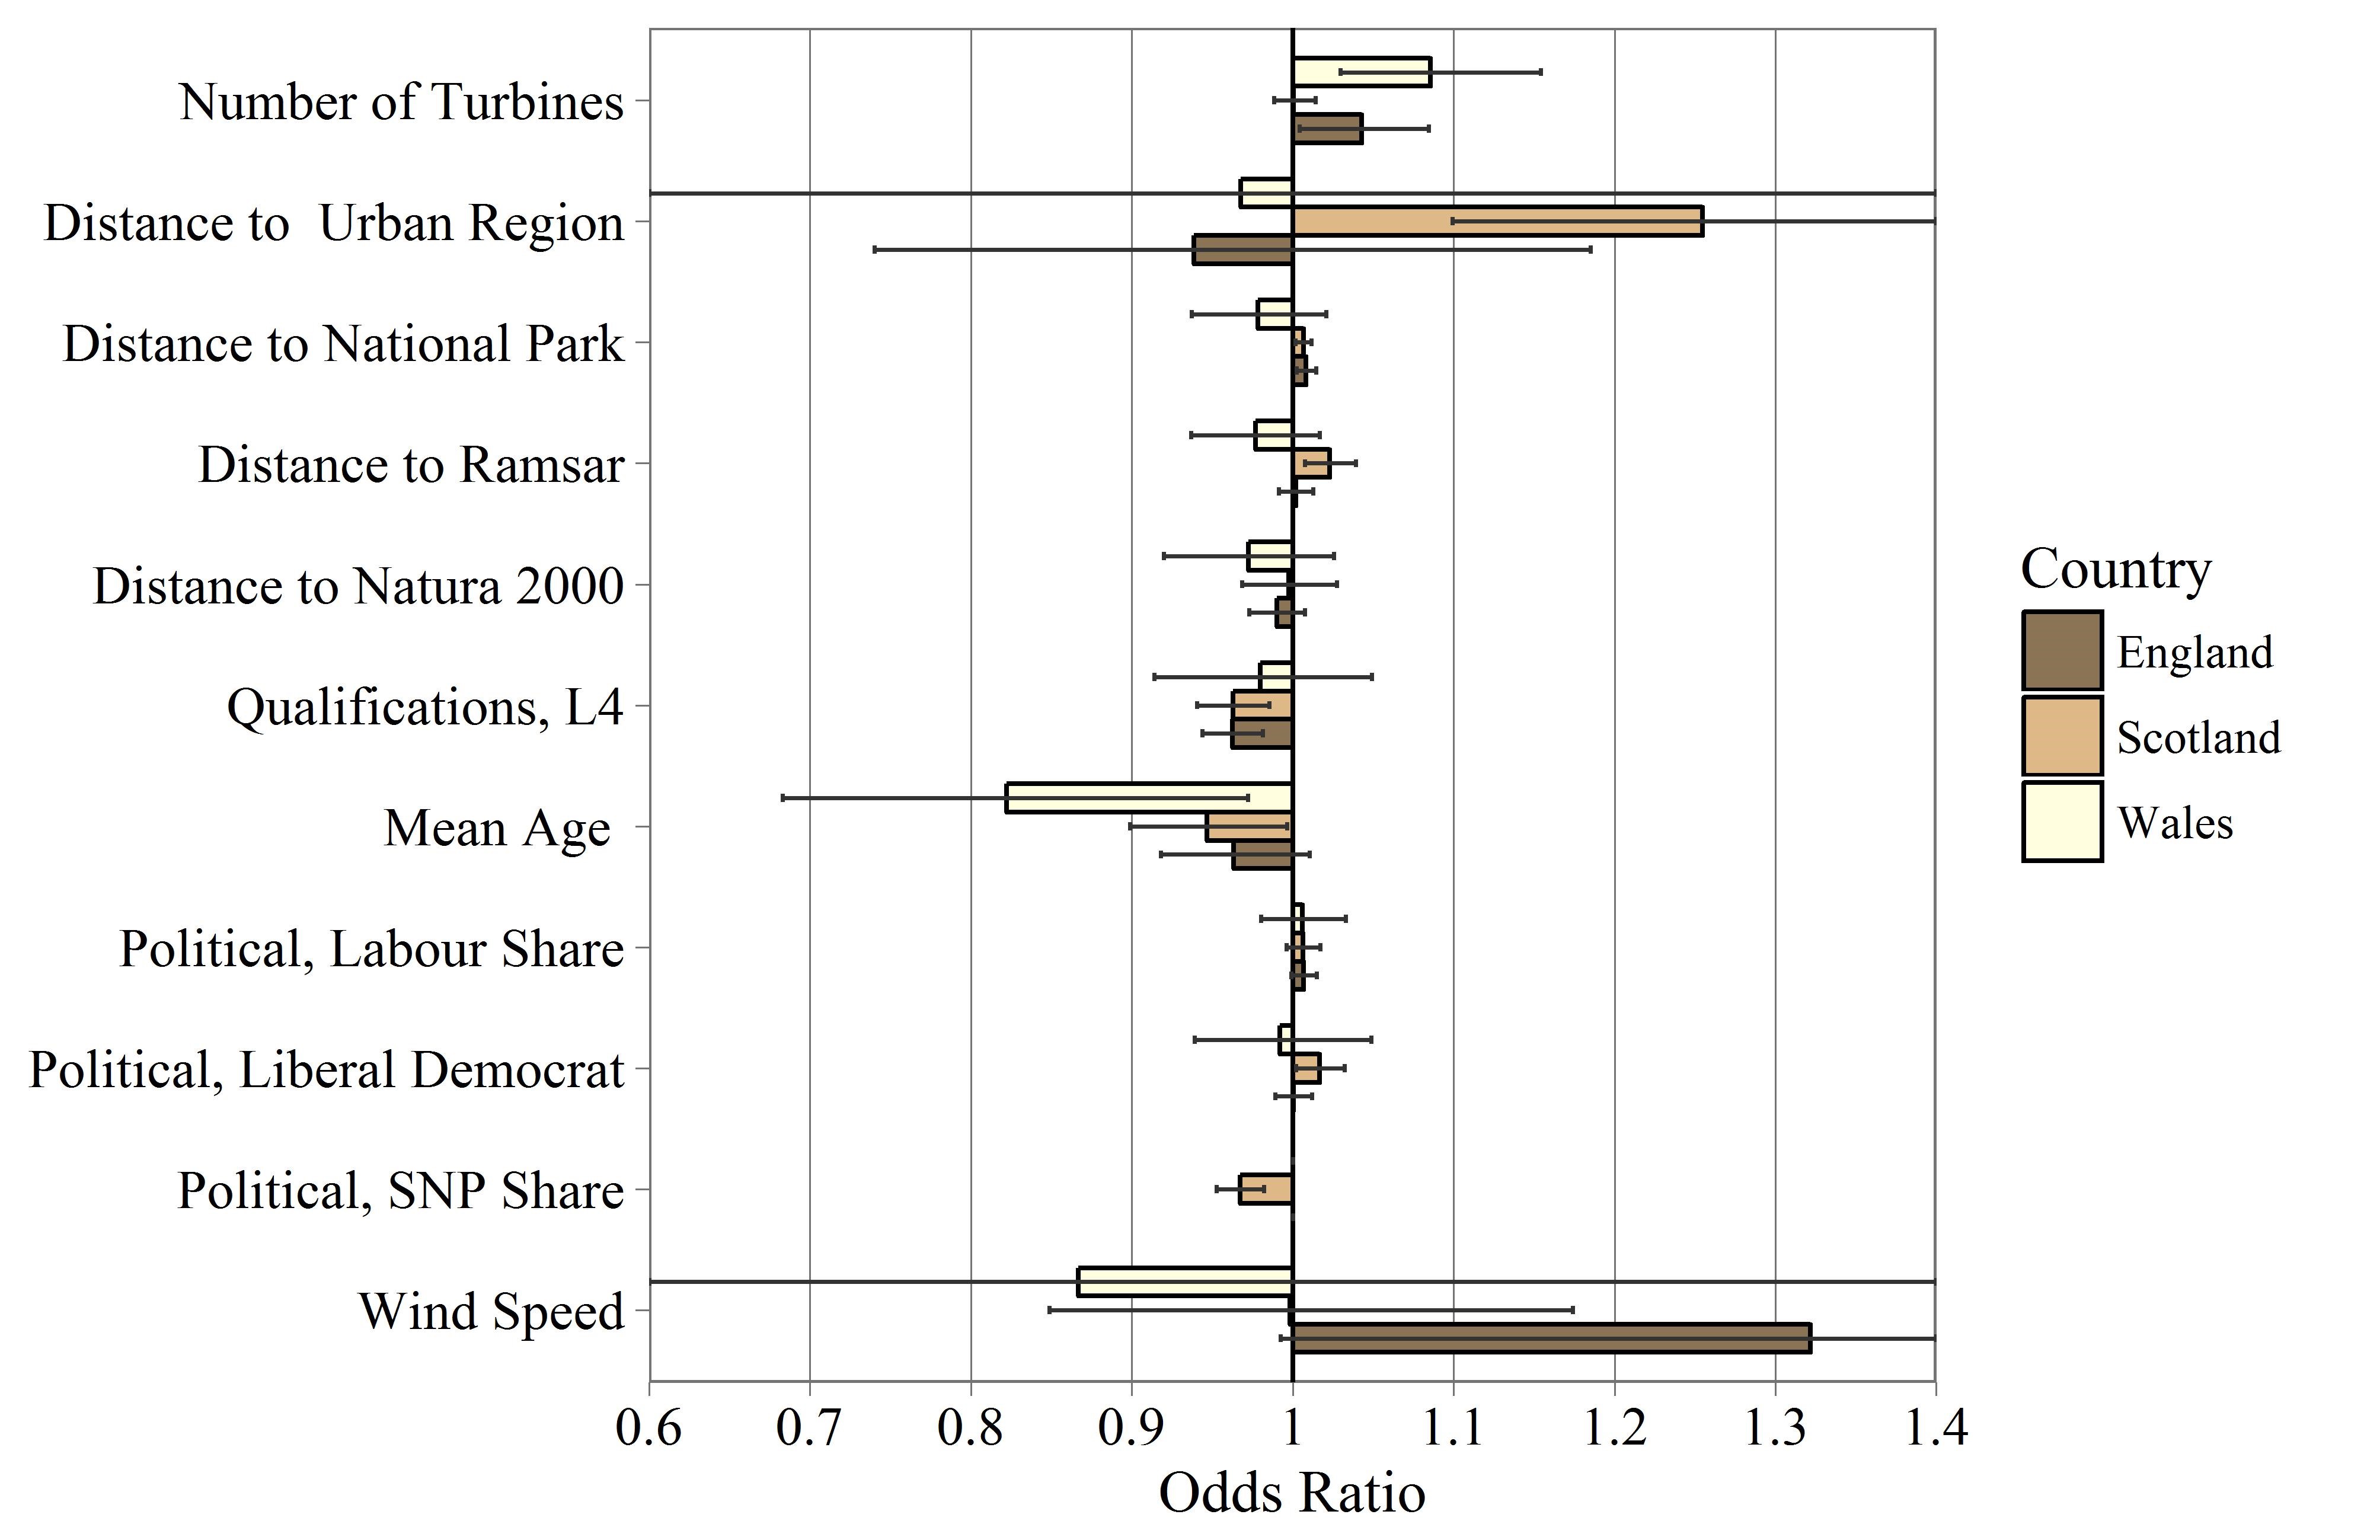 Number of Turbines
Distance to  Urban Region
Distance to National Park
Distance to Ramsar
Distance to Natura 2000
Qualifications, L4
Mean Age
Political, Labour Share
Political, Liberal Democrat
Political, SNP Share
Wind Speed
0.6 0.7 0.8 0.9 1 1.1 1.2 1.3 1.4
Odds Ratio
Country
England
Scotland
Wales